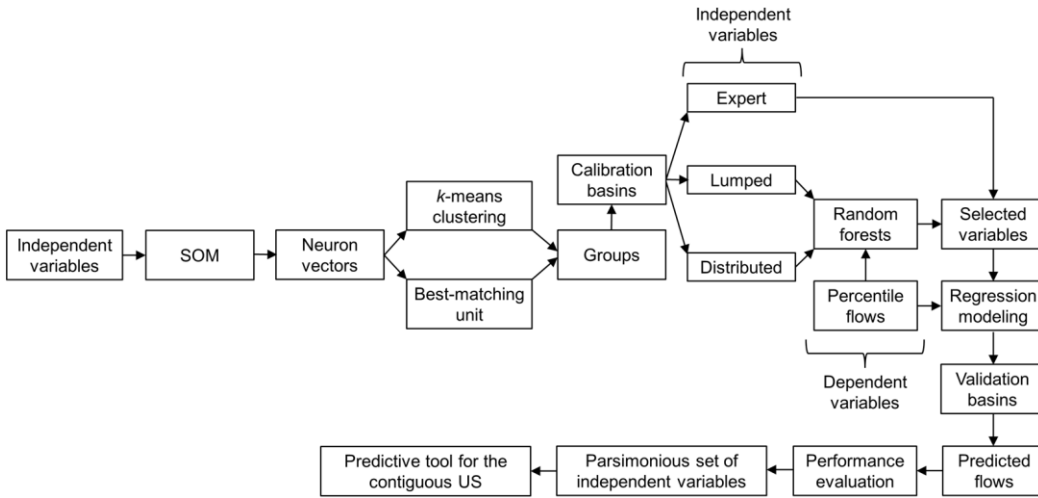 Independent
variables
Expert
Calibration
basins
Lumped
k-means
clustering
Random
forests
Selected
variables
Independent
variables
SOM
Neuron
vectors
Groups
Distributed
Best-matching
unit
Percentile
flows
Regression
modeling
Dependent
variables
Validation
basins
Predictive tool for the
contiguous US
Parsimonious set of
independent variables
Performance
evaluation
Predicted
flows